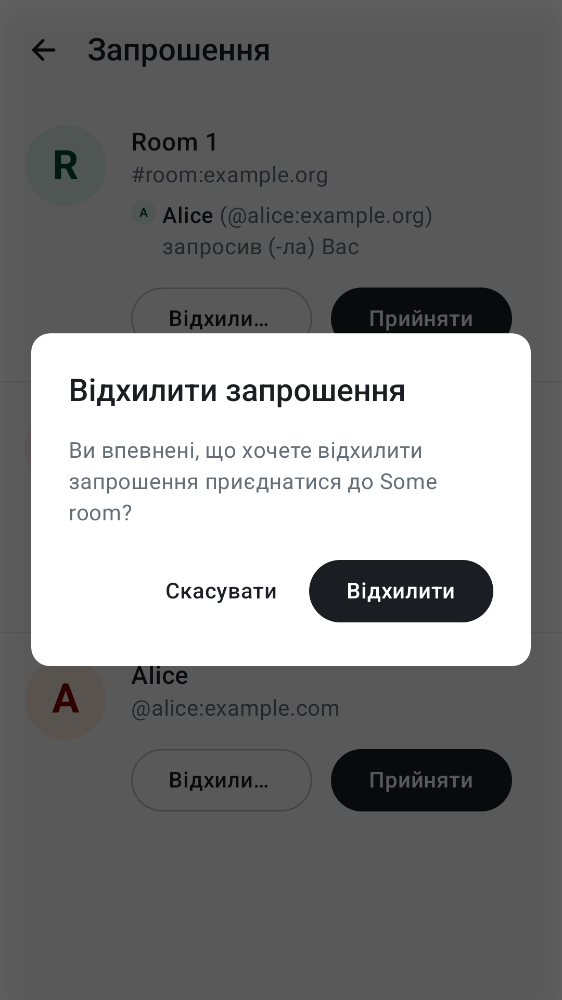 Запрошення
R
Room 1
#room:example.org
A Alice (@alice:example.org)
запросив (-ла) Вас
Відхили... Прийняти
Відхилити запрошення
Ви впевнені, що хочете відхилити
запрошення приєднатися до Some
room?
Скасувати Відхилити
A
Alice
@alice:example.com
Відхили... Прийняти